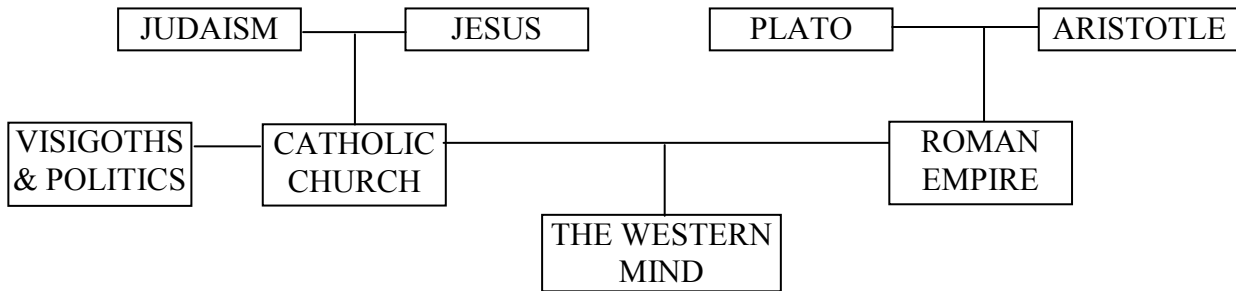 JUDAISM
JESUS
PLATO
ARISTOTLE
VISIGOTHS
& POLITICS
CATHOLIC
CHURCH
ROMAN
EMPIRE
THE WESTERN
MIND